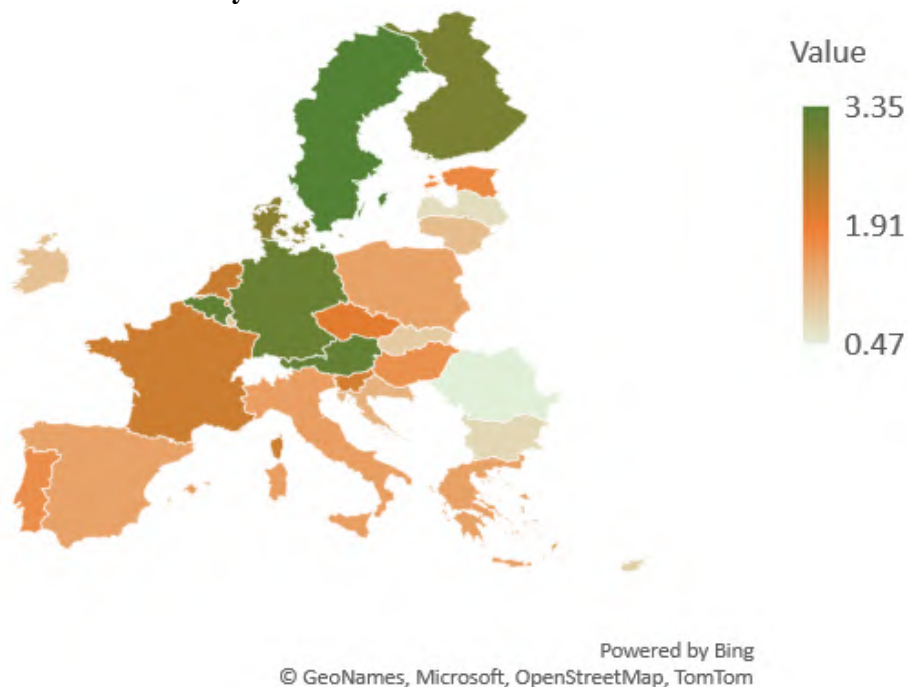 Value
3.35
1.91
0.47
Powered by Bing
© GeoNames, Microsoft, OpenStreetMap, TomTom